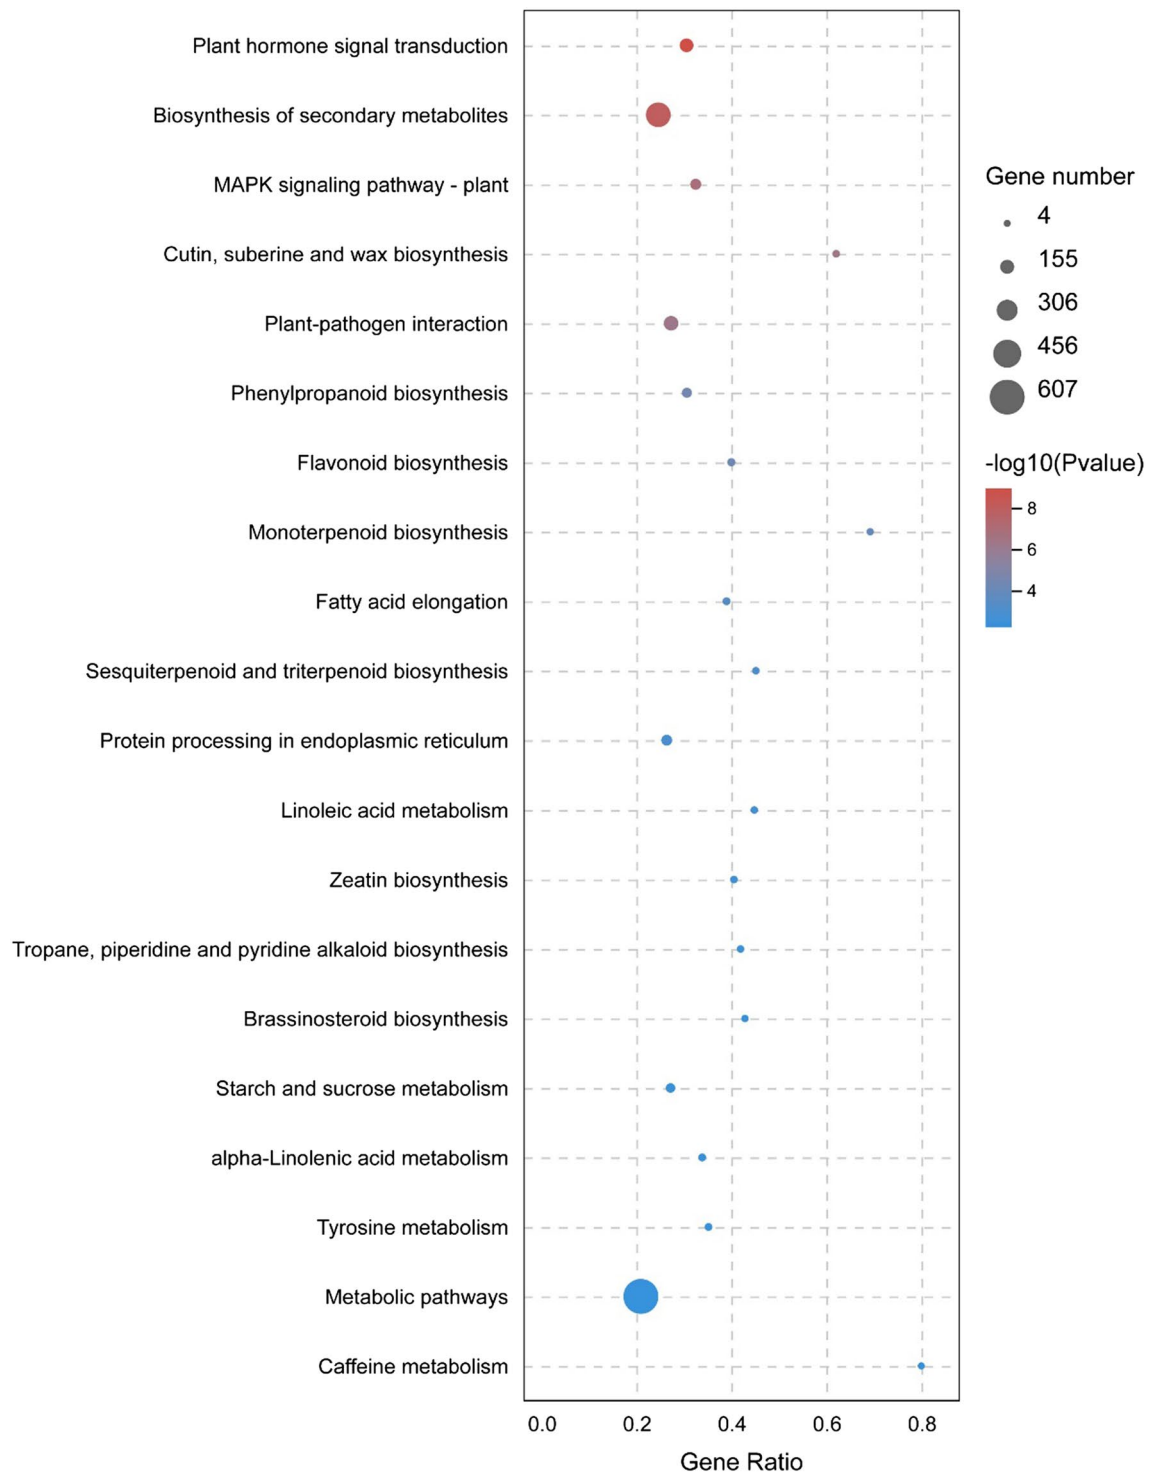 Plant hormone signal transduction
Biosynthesis of secondary metabolites
MAPK signaling pathway - plant
Cutin, suberine and wax biosynthesis
Plant-pathogen interaction
Phenylpropanoid biosynthesis
Flavonoid biosynthesis
Monoterpenoid biosynthesis
Fatty acid elongation
Sesquiterpenoid and triterpenoid biosynthesis
Protein processing in endoplasmic reticulum
Linoleic acid metabolism
Zeatin biosynthesis
Tropane, piperidine and pyridine alkaloid biosynthesis
Brassinosteroid biosynthesis
Starch and sucrose metabolism
alpha-Linolenic acid metabolism
Tyrosine metabolism
Metabolic pathways
Caffeine metabolism
0.0 0.2 0.4 0.6 0.8
Gene Ratio
Gene number
4
155
306
456
607
-log10(Pvalue)
8
6
4